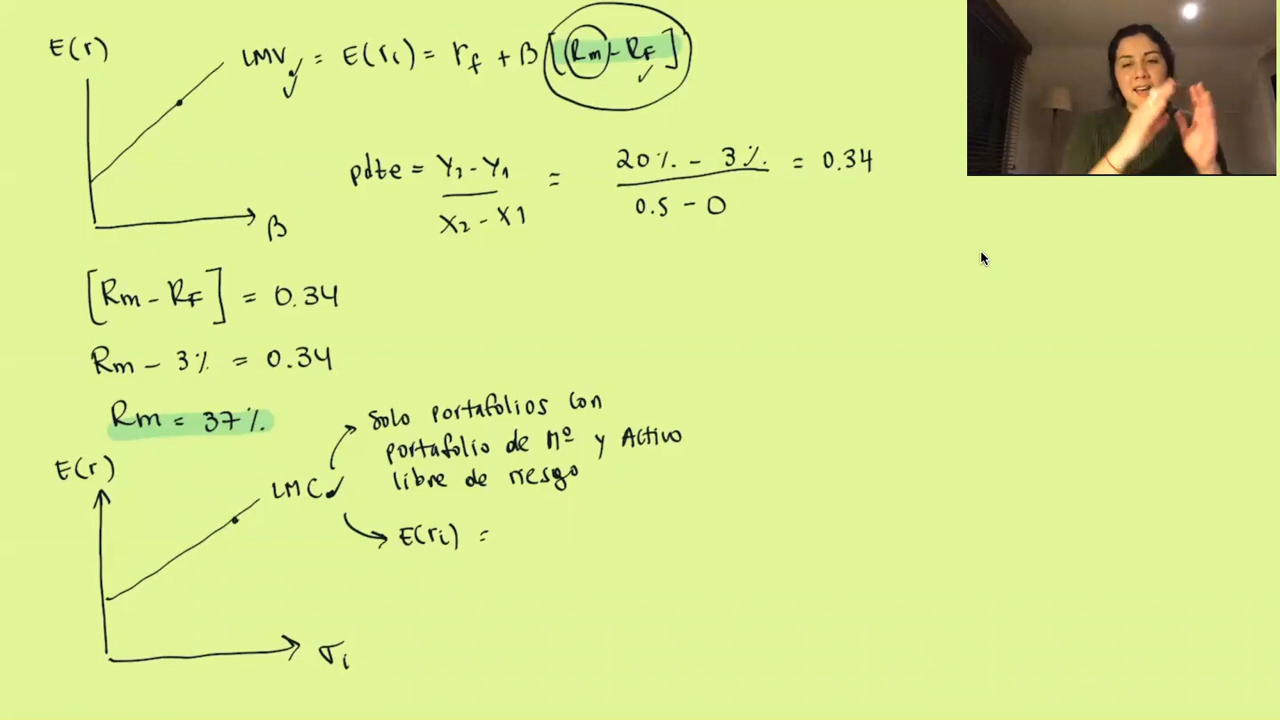 E(r)
LMV = E(ri) = rf + β [Rm - RF]
pdte = Y2 - Y1 / X2 - X1 = 20% - 3% / 0.5 - 0 = 0.34
β
[Rm - RF] = 0.34
Rm - 3% = 0.34
Rm = 37%
Solo portafolios con
portafolio de nº y Activo
libre de riesgo
E(r)
LMC
E(ri) =
σi